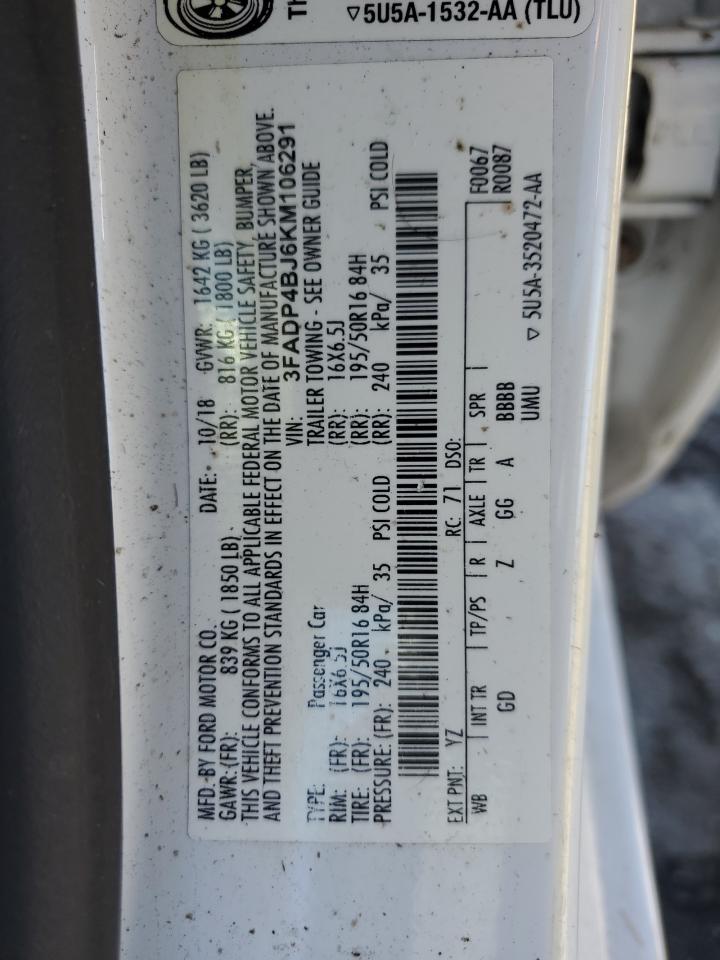 TH
▽5U5A-1532-AA (TLU)
MFD. BY FORD MOTOR CO. DATE: 10/18 GVWR: 1642 KG ( 3620 LB)
GAWR:(FR): 839 KG ( 1850 LB) (RR): 816 KG ( 1800 LB)
THIS VEHICLE CONFORMS TO ALL APPLICABLE FEDERAL MOTOR VEHICLE SAFETY, BUMPER,
AND THEFT PREVENTION STANDARDS IN EFFECT ON THE DATE OF MANUFACTURE SHOWN ABOVE.
VIN: 3FADP4BJ6KM106291
TYPE: Passenger Car TRAILER TOWING - SEE OWNER GUIDE
RIM: (FR): 16X6.5J (RR): 16X6.5J
TIRE: (FR): 195/50R16 84H (RR): 195/50R16 84H
PRESSURE: (FR): 240 kPa/ 35 PSI COLD (RR): 240 kPa/ 35 PSI COLD
EXT PNT: YZ RC: 71 DSO: F0067
R0087
WB INT TR TP/PS R AXLE TR SPR
GD Z GG A BBBB
UMU
▽ 5U5A-3520472-AA